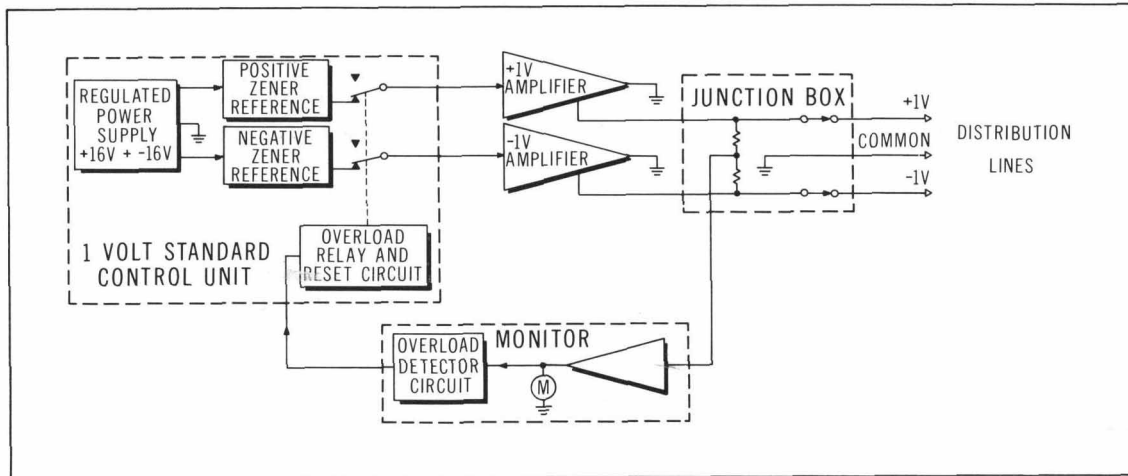 REGULATED
POWER
SUPPLY
+16V + -16V
POSITIVE
ZENER
REFERENCE
NEGATIVE
ZENER
REFERENCE
OVERLOAD
RELAY AND
RESET CIRCUIT
1 VOLT STANDARD
CONTROL UNIT
+1V
AMPLIFIER
-1V
AMPLIFIER
JUNCTION BOX
+1V
COMMON
-1V
DISTRIBUTION
LINES
MONITOR
OVERLOAD
DETECTOR
CIRCUIT
M